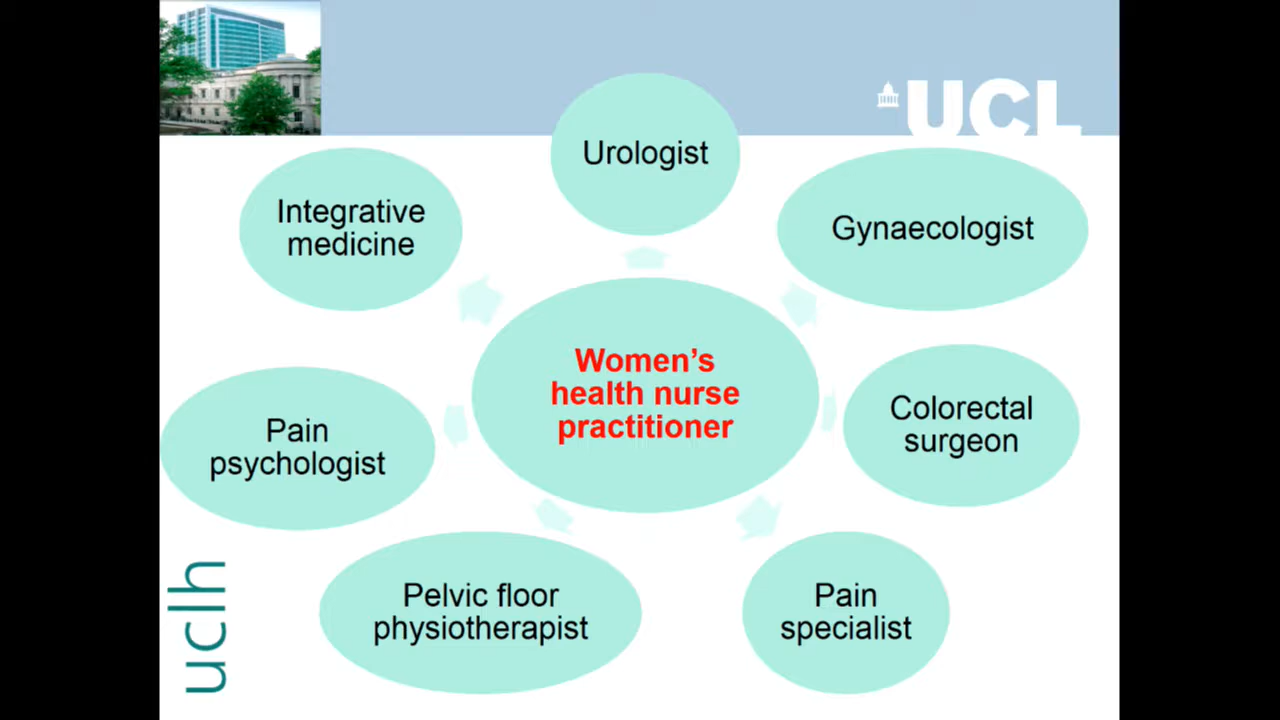 UCL
Urologist
Integrative
medicine
Gynaecologist
Women’s
health nurse
practitioner
Colorectal
surgeon
Pain
psychologist
Pelvic floor
physiotherapist
Pain
specialist
uclh